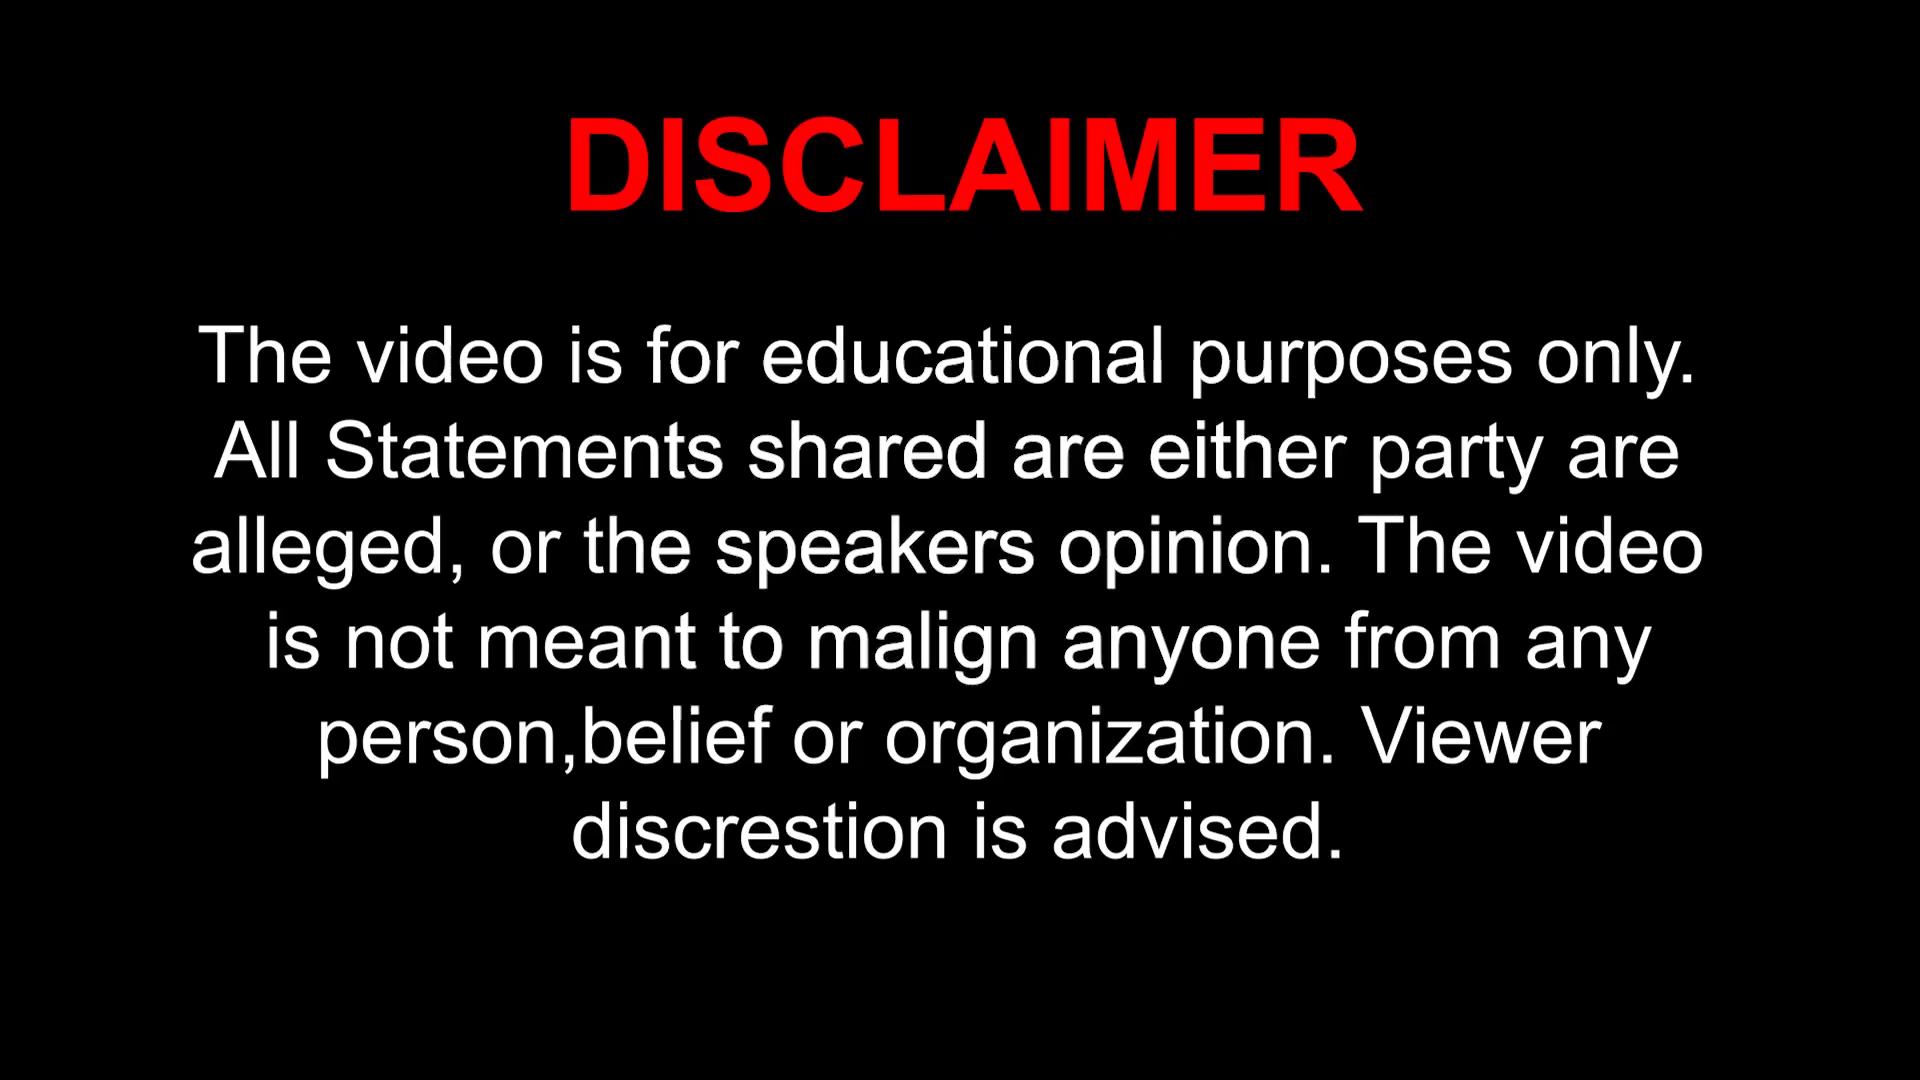 DISCLAIMER
The video is for educational purposes only.
All Statements shared are either party are
alleged, or the speakers opinion. The video
is not meant to malign anyone from any
person,belief or organization. Viewer
discrestion is advised.